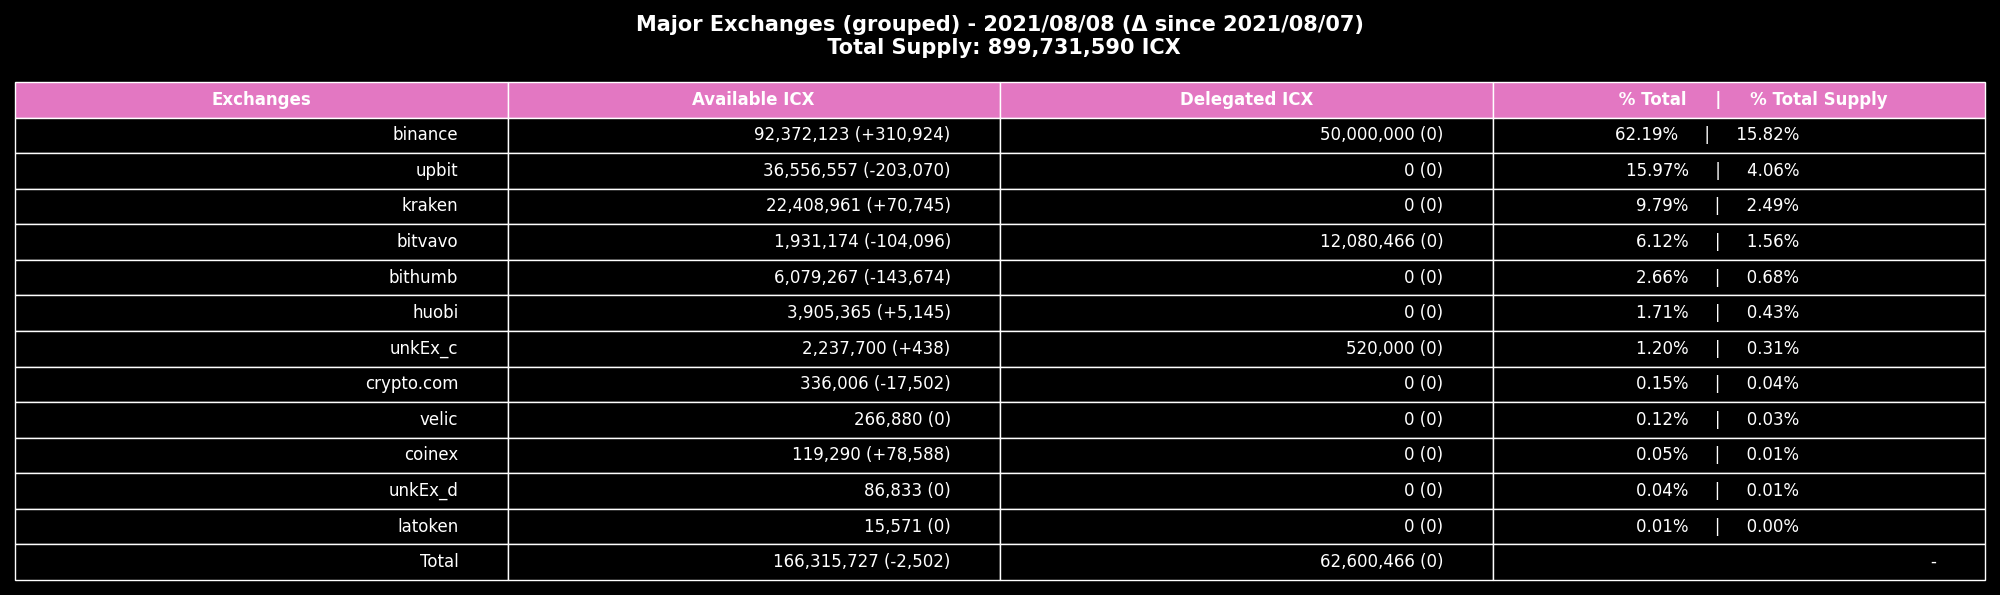 Major Exchanges (grouped) - 2021/08/08 (Δ since 2021/08/07)
Total Supply: 899,731,590 ICX
Exchanges Available ICX Delegated ICX % Total | % Total Supply
binance 92,372,123 (+310,924) 50,000,000 (0) 62.19% | 15.82%
upbit 36,556,557 (-203,070) 0 (0) 15.97% | 4.06%
kraken 22,408,961 (+70,745) 0 (0) 9.79% | 2.49%
bitvavo 1,931,174 (-104,096) 12,080,466 (0) 6.12% | 1.56%
bithumb 6,079,267 (-143,674) 0 (0) 2.66% | 0.68%
huobi 3,905,365 (+5,145) 0 (0) 1.71% | 0.43%
unkEx_c 2,237,700 (+438) 520,000 (0) 1.20% | 0.31%
crypto.com 336,006 (-17,502) 0 (0) 0.15% | 0.04%
velic 266,880 (0) 0 (0) 0.12% | 0.03%
coinex 119,290 (+78,588) 0 (0) 0.05% | 0.01%
unkEx_d 86,833 (0) 0 (0) 0.04% | 0.01%
latoken 15,571 (0) 0 (0) 0.01% | 0.00%
Total 166,315,727 (-2,502) 62,600,466 (0) -